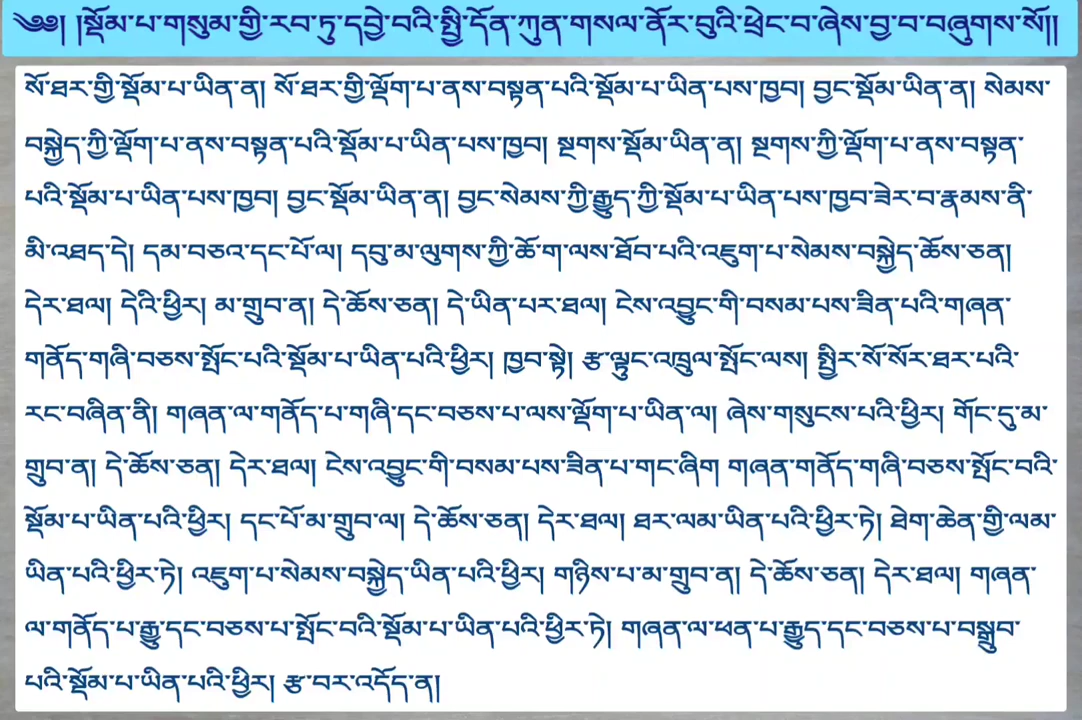 ༄༅། །སྡོམ་པ་གསུམ་གྱི་རབ་ཏུ་དབྱེ་བའི་སྤྱི་དོན་ཀུན་གསལ་ནོར་བུའི་ཕྲེང་བ་ཞེས་བྱ་བ་བཞུགས་སོ།།
སོ་ཐར་གྱི་སྡོམ་པ་ཡིན་ན། སོ་ཐར་གྱི་ལྡོག་པ་ནས་བསྟན་པའི་སྡོམ་པ་ཡིན་པས་ཁྱབ། བྱང་སྡོམ་ཡིན་ན། སེམས་
བསྐྱེད་ཀྱི་ལྡོག་པ་ནས་བསྟན་པའི་སྡོམ་པ་ཡིན་པས་ཁྱབ། སྔགས་སྡོམ་ཡིན་ན། སྔགས་ཀྱི་ལྡོག་པ་ནས་བསྟན་
པའི་སྡོམ་པ་ཡིན་པས་ཁྱབ། བྱང་སྡོམ་ཡིན་ན། བྱང་སེམས་ཀྱི་རྒྱུད་ཀྱི་སྡོམ་པ་ཡིན་པས་ཁྱབ་ཟེར་བ་རྣམས་ནི་
མི་འཐད་དེ། དམ་བཅའ་དང་པོ་ལ། དབུ་མ་ལུགས་ཀྱི་ཆོ་ག་ལས་ཐོབ་པའི་འཇུག་པ་སེམས་བསྐྱེད་ཆོས་ཅན།
དེར་ཐལ། དེའི་ཕྱིར། མ་གྲུབ་ན། དེ་ཆོས་ཅན། དེ་ཡིན་པར་ཐལ། ངེས་འབྱུང་གི་བསམ་པས་ཟིན་པའི་གཞན་
གནོད་གཞི་བཅས་སྤོང་པའི་སྡོམ་པ་ཡིན་པའི་ཕྱིར། ཁྱབ་སྟེ། རྩ་ལྟུང་འཁྲུལ་སྤོང་ལས། སྤྱིར་སོ་སོར་ཐར་པའི་
རང་བཞིན་ནི། གཞན་ལ་གནོད་པ་གཞི་དང་བཅས་པ་ལས་ལྡོག་པ་ཡིན་ལ། ཞེས་གསུངས་པའི་ཕྱིར། གོང་དུ་མ་
གྲུབ་ན། དེ་ཆོས་ཅན། དེར་ཐལ། ངེས་འབྱུང་གི་བསམ་པས་ཟིན་པ་གང་ཞིག གཞན་གནོད་གཞི་བཅས་སྤོང་བའི་
སྡོམ་པ་ཡིན་པའི་ཕྱིར། དང་པོ་མ་གྲུབ་ལ། དེ་ཆོས་ཅན། དེར་ཐལ། ཐར་ལམ་ཡིན་པའི་ཕྱིར་ཏེ། ཐེག་ཆེན་གྱི་ལམ་
ཡིན་པའི་ཕྱིར་ཏེ། འཇུག་པ་སེམས་བསྐྱེད་ཡིན་པའི་ཕྱིར། གཉིས་པ་མ་གྲུབ་ན། དེ་ཆོས་ཅན། དེར་ཐལ། གཞན་
ལ་གནོད་པ་རྒྱུ་དང་བཅས་པ་སྤོང་བའི་སྡོམ་པ་ཡིན་པའི་ཕྱིར་ཏེ། གཞན་ལ་ཕན་པ་རྒྱུད་དང་བཅས་པ་བསྒྲུབ་
པའི་སྡོམ་པ་ཡིན་པའི་ཕྱིར། རྩ་བར་འདོད་ན།